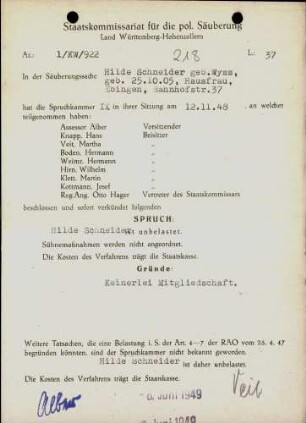 Staatskommissariat für die pol. Säuberung
Land Württemberg-Hohenzollern
Az: 1/KW/922 218 L: 37
In der Säuberungssache Hilde Schneider geb. Wyss,
geb. 25.10.05, Hausfrau,
Ebingen, Bahnhofstr.37
hat die Spruchkammer IX in ihrer Sitzung am 12.11.48 , an welcher
teilgenommen haben:
Assessor Alber Vorsitzender
Knapp, Hans Beisitzer
Veit, Martha "
Boden, Hermann "
Weimr, Hermann "
Hirn, Wilhelm "
Klett, Martin "
Kottmann, Josef "
Reg.Ang. Otto Hager Vertreter des Staatskommissars
beschlossen und sofort verkündet folgenden
SPRUCH:
Hilde Schneider ist unbelastet.
Sühnemaßnahmen werden nicht angeordnet.
Die Kosten des Verfahrens trägt die Staatskasse.
Gründe:
Keinerlei Mitgliedschaft.
Weitere Tatsachen, die eine Belastung i. S. der Art. 4–7 der RAO vom 26. 4. 47
begründen könnten, sind der Spruchkammer nicht bekannt geworden.
Hilde Schneider ist daher unbelastet.
Die Kosten des Verfahrens trägt die Staatskasse.
Alber 8. Juni 1949 Veit
Juni 1949